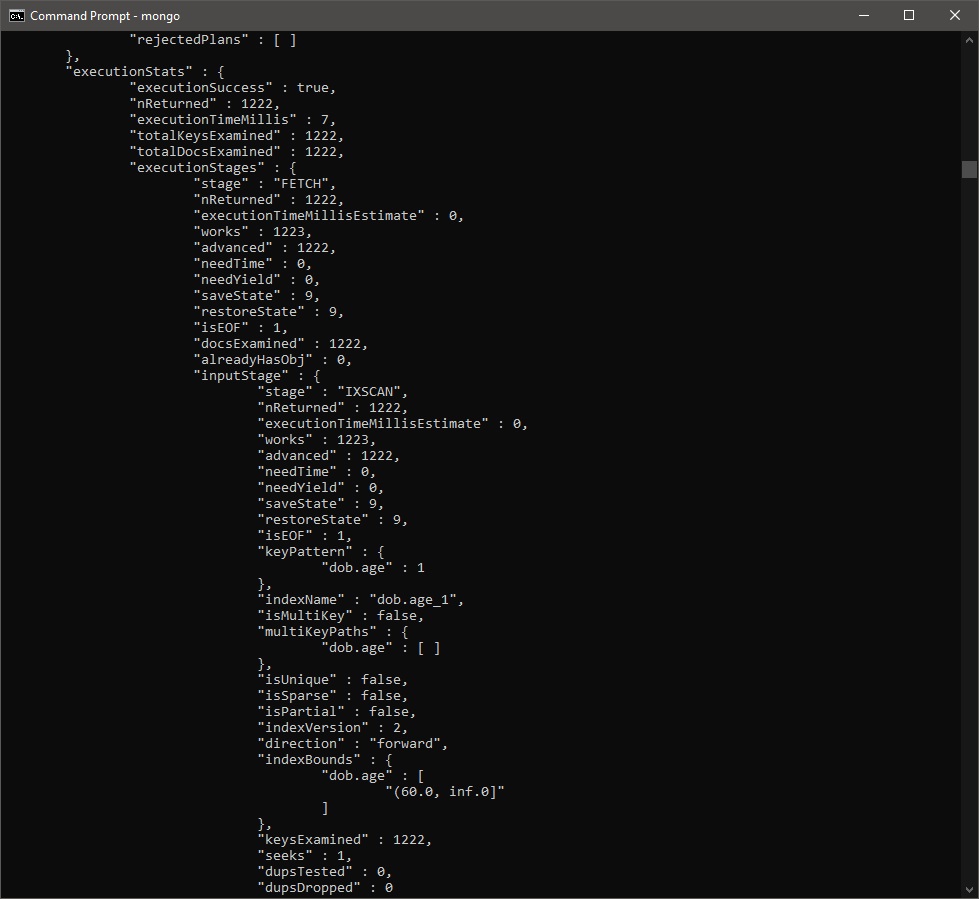 Command Prompt - mongo
"rejectedPlans" : [ ]
},
"executionStats" : {
"executionSuccess" : true,
"nReturned" : 1222,
"executionTimeMillis" : 7,
"totalKeysExamined" : 1222,
"totalDocsExamined" : 1222,
"executionStages" : {
"stage" : "FETCH",
"nReturned" : 1222,
"executionTimeMillisEstimate" : 0,
"works" : 1223,
"advanced" : 1222,
"needTime" : 0,
"needYield" : 0,
"saveState" : 9,
"restoreState" : 9,
"isEOF" : 1,
"docsExamined" : 1222,
"alreadyHasObj" : 0,
"inputStage" : {
"stage" : "IXSCAN",
"nReturned" : 1222,
"executionTimeMillisEstimate" : 0,
"works" : 1223,
"advanced" : 1222,
"needTime" : 0,
"needYield" : 0,
"saveState" : 9,
"restoreState" : 9,
"isEOF" : 1,
"keyPattern" : {
"dob.age" : 1
},
"indexName" : "dob.age_1",
"isMultiKey" : false,
"multiKeyPaths" : {
"dob.age" : [ ]
},
"isUnique" : false,
"isSparse" : false,
"isPartial" : false,
"indexVersion" : 2,
"direction" : "forward",
"indexBounds" : {
"dob.age" : [
"(60.0, inf.0]"
]
},
"keysExamined" : 1222,
"seeks" : 1,
"dupsTested" : 0,
"dupsDropped" : 0